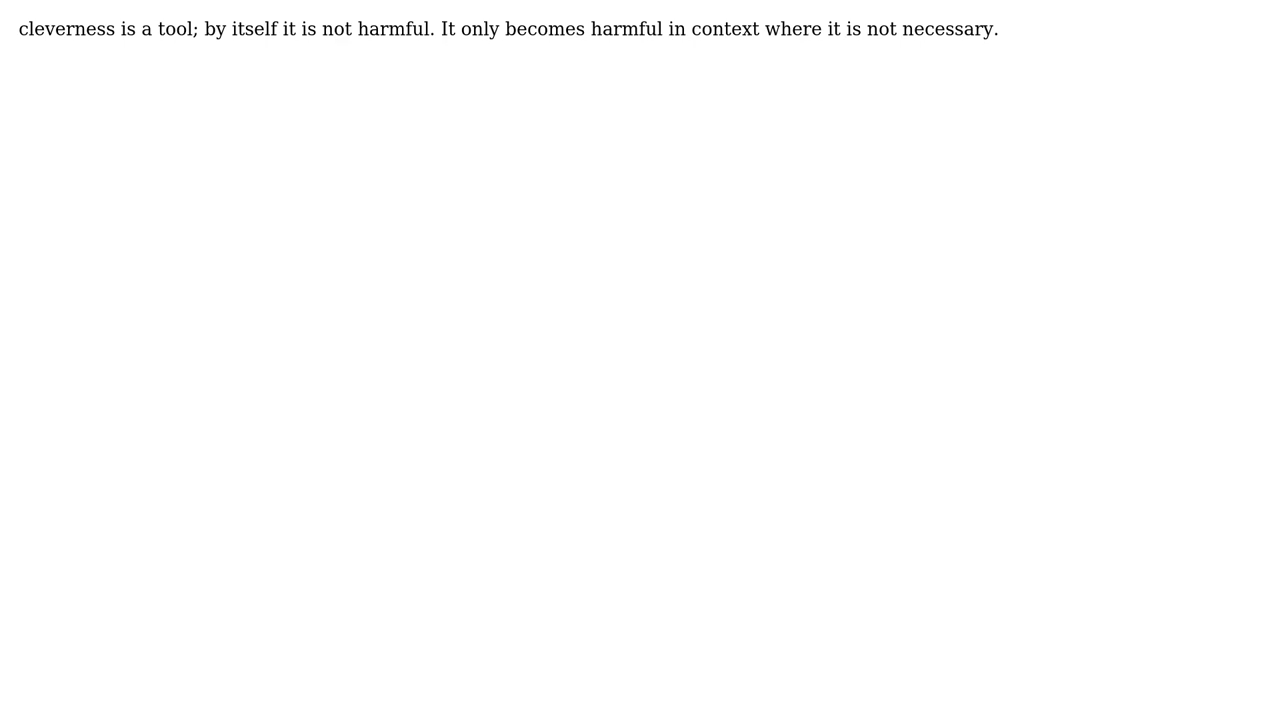 cleverness is a tool; by itself it is not harmful. It only becomes harmful in context where it is not necessary.